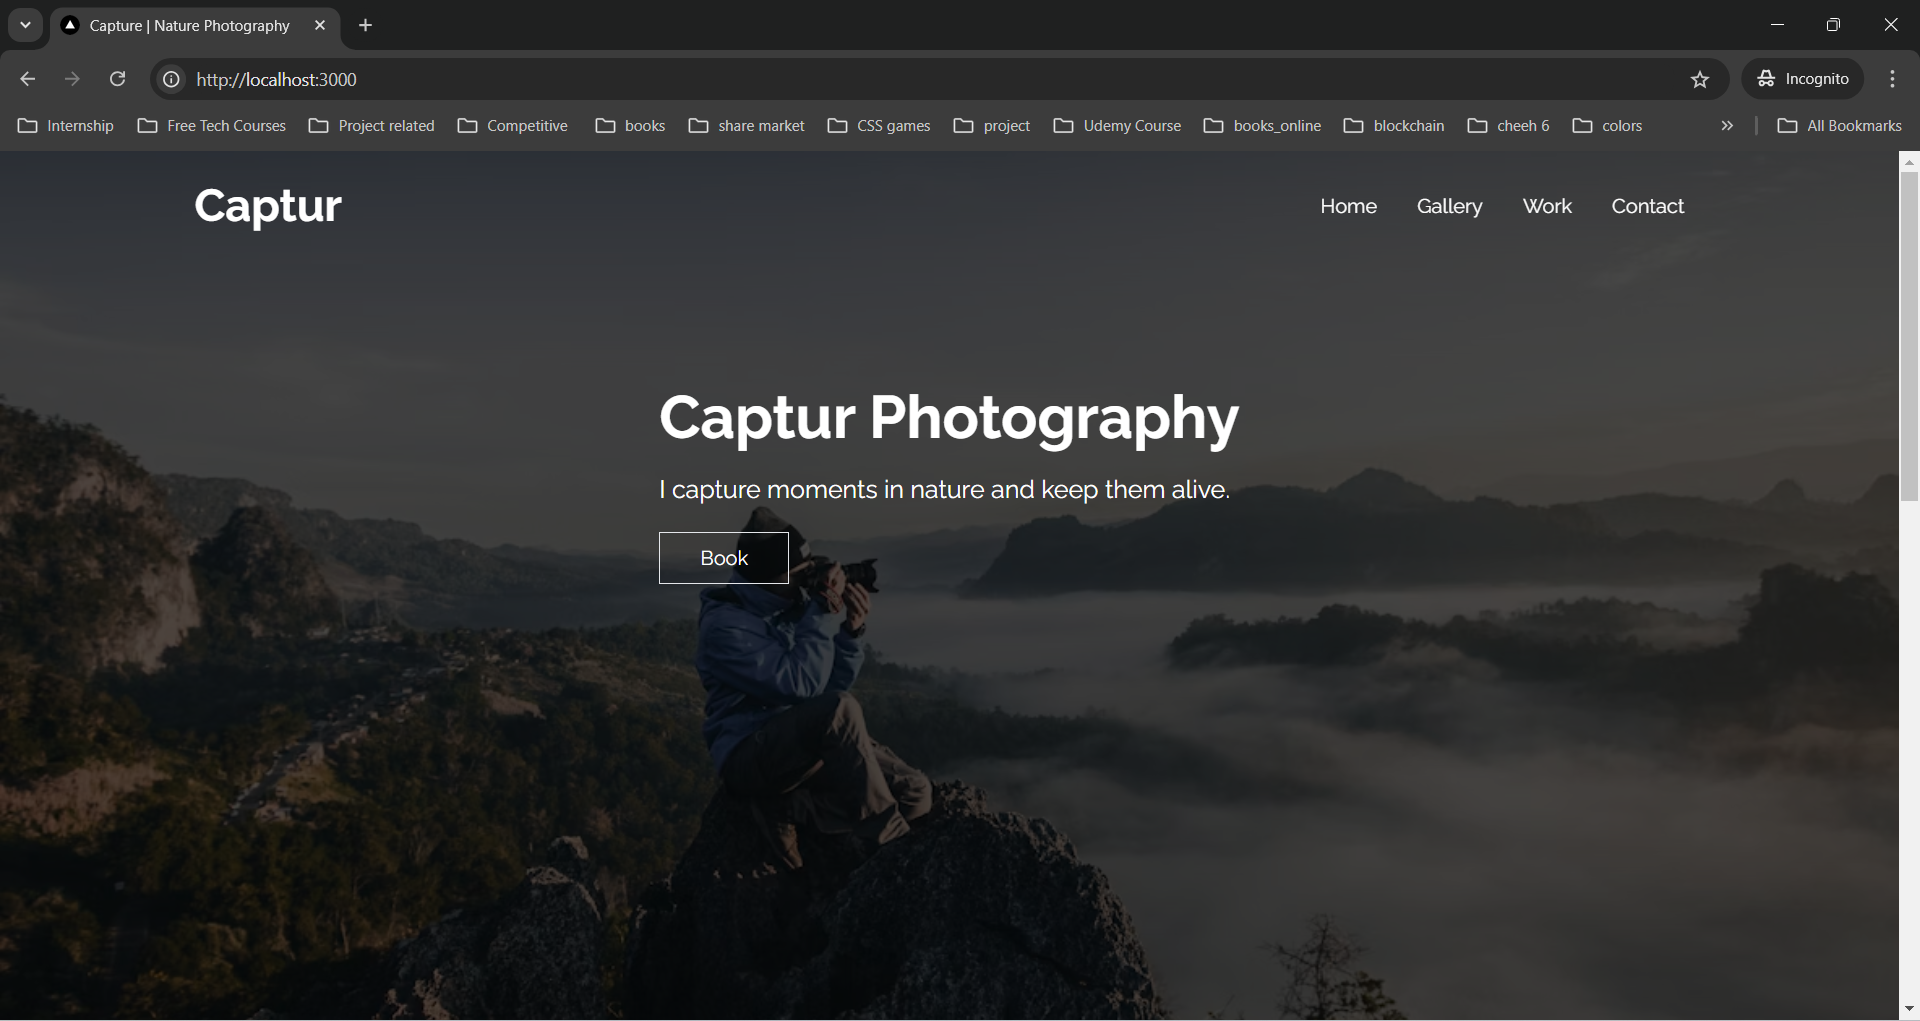 Capture | Nature Photography
http://localhost:3000
Incognito
Internship Free Tech Courses Project related Competitive books share market CSS games project Udemy Course books_online blockchain cheeh 6 colors All Bookmarks
Captur
Home Gallery Work Contact
Captur Photography
I capture moments in nature and keep them alive.
Book